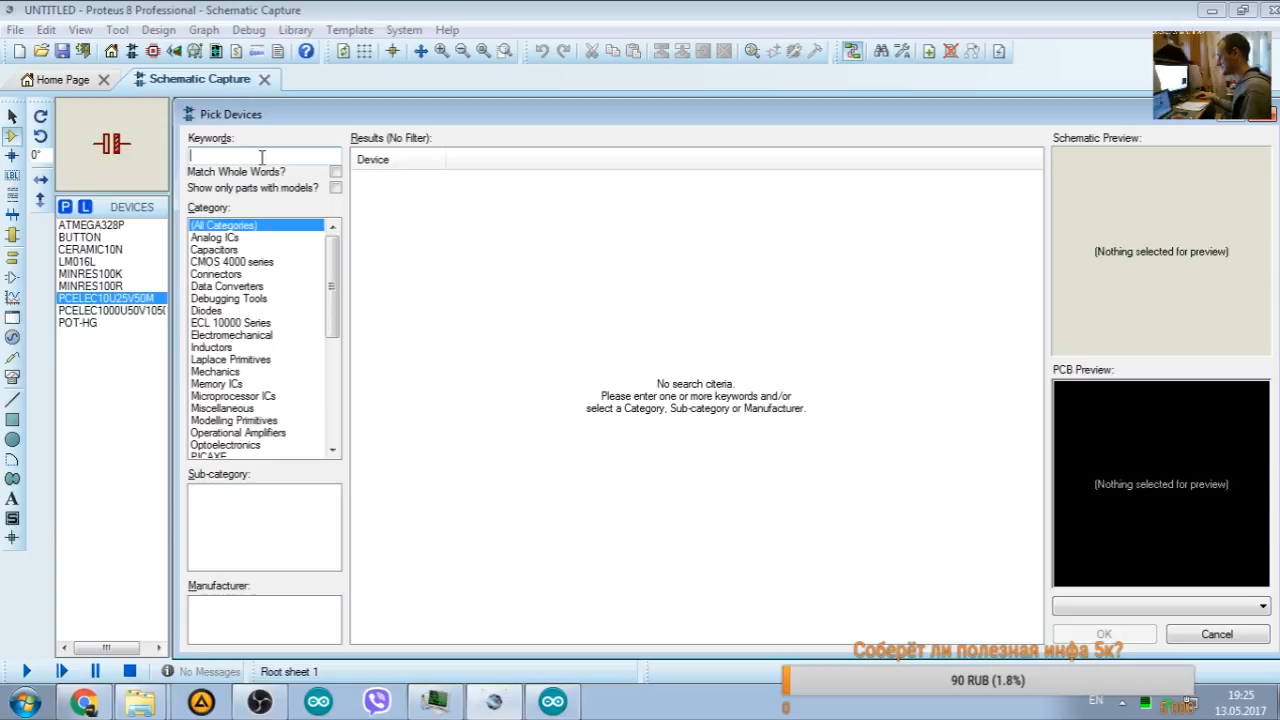 UNTITLED - Proteus 8 Professional - Schematic Capture
File Edit View Tool Design Graph Debug Library Template System Help
Home Page
Schematic Capture
Pick Devices
Keywords:
Match Whole Words?
Show only parts with models?
Category:
(All Categories)
Analog ICs
Capacitors
CMOS 4000 series
Connectors
Data Converters
Debugging Tools
Diodes
ECL 10000 Series
Electromechanical
Inductors
Laplace Primitives
Mechanics
Memory ICs
Microprocessor ICs
Miscellaneous
Modelling Primitives
Operational Amplifiers
Optoelectronics
PICAXE
Sub-category:
Manufacturer:
Results (No Filter):
Device
No search citeria.
Please enter one or more keywords and/or
select a Category, Sub-category or Manufacturer.
Schematic Preview:
(Nothing selected for preview)
PCB Preview:
(Nothing selected for preview)
OK
Cancel
0°
LBL
P L DEVICES
ATMEGA328P
BUTTON
CERAMIC10N
LM016L
MINRES100K
MINRES100R
PCELEC10U25V50M
PCELEC1000U50V105C
POT-HG
A
No Messages
Root sheet 1
Соберёт ли полезная инфа 5к?
90 RUB (1.8%)
0
EN
19:25
13.05.2017